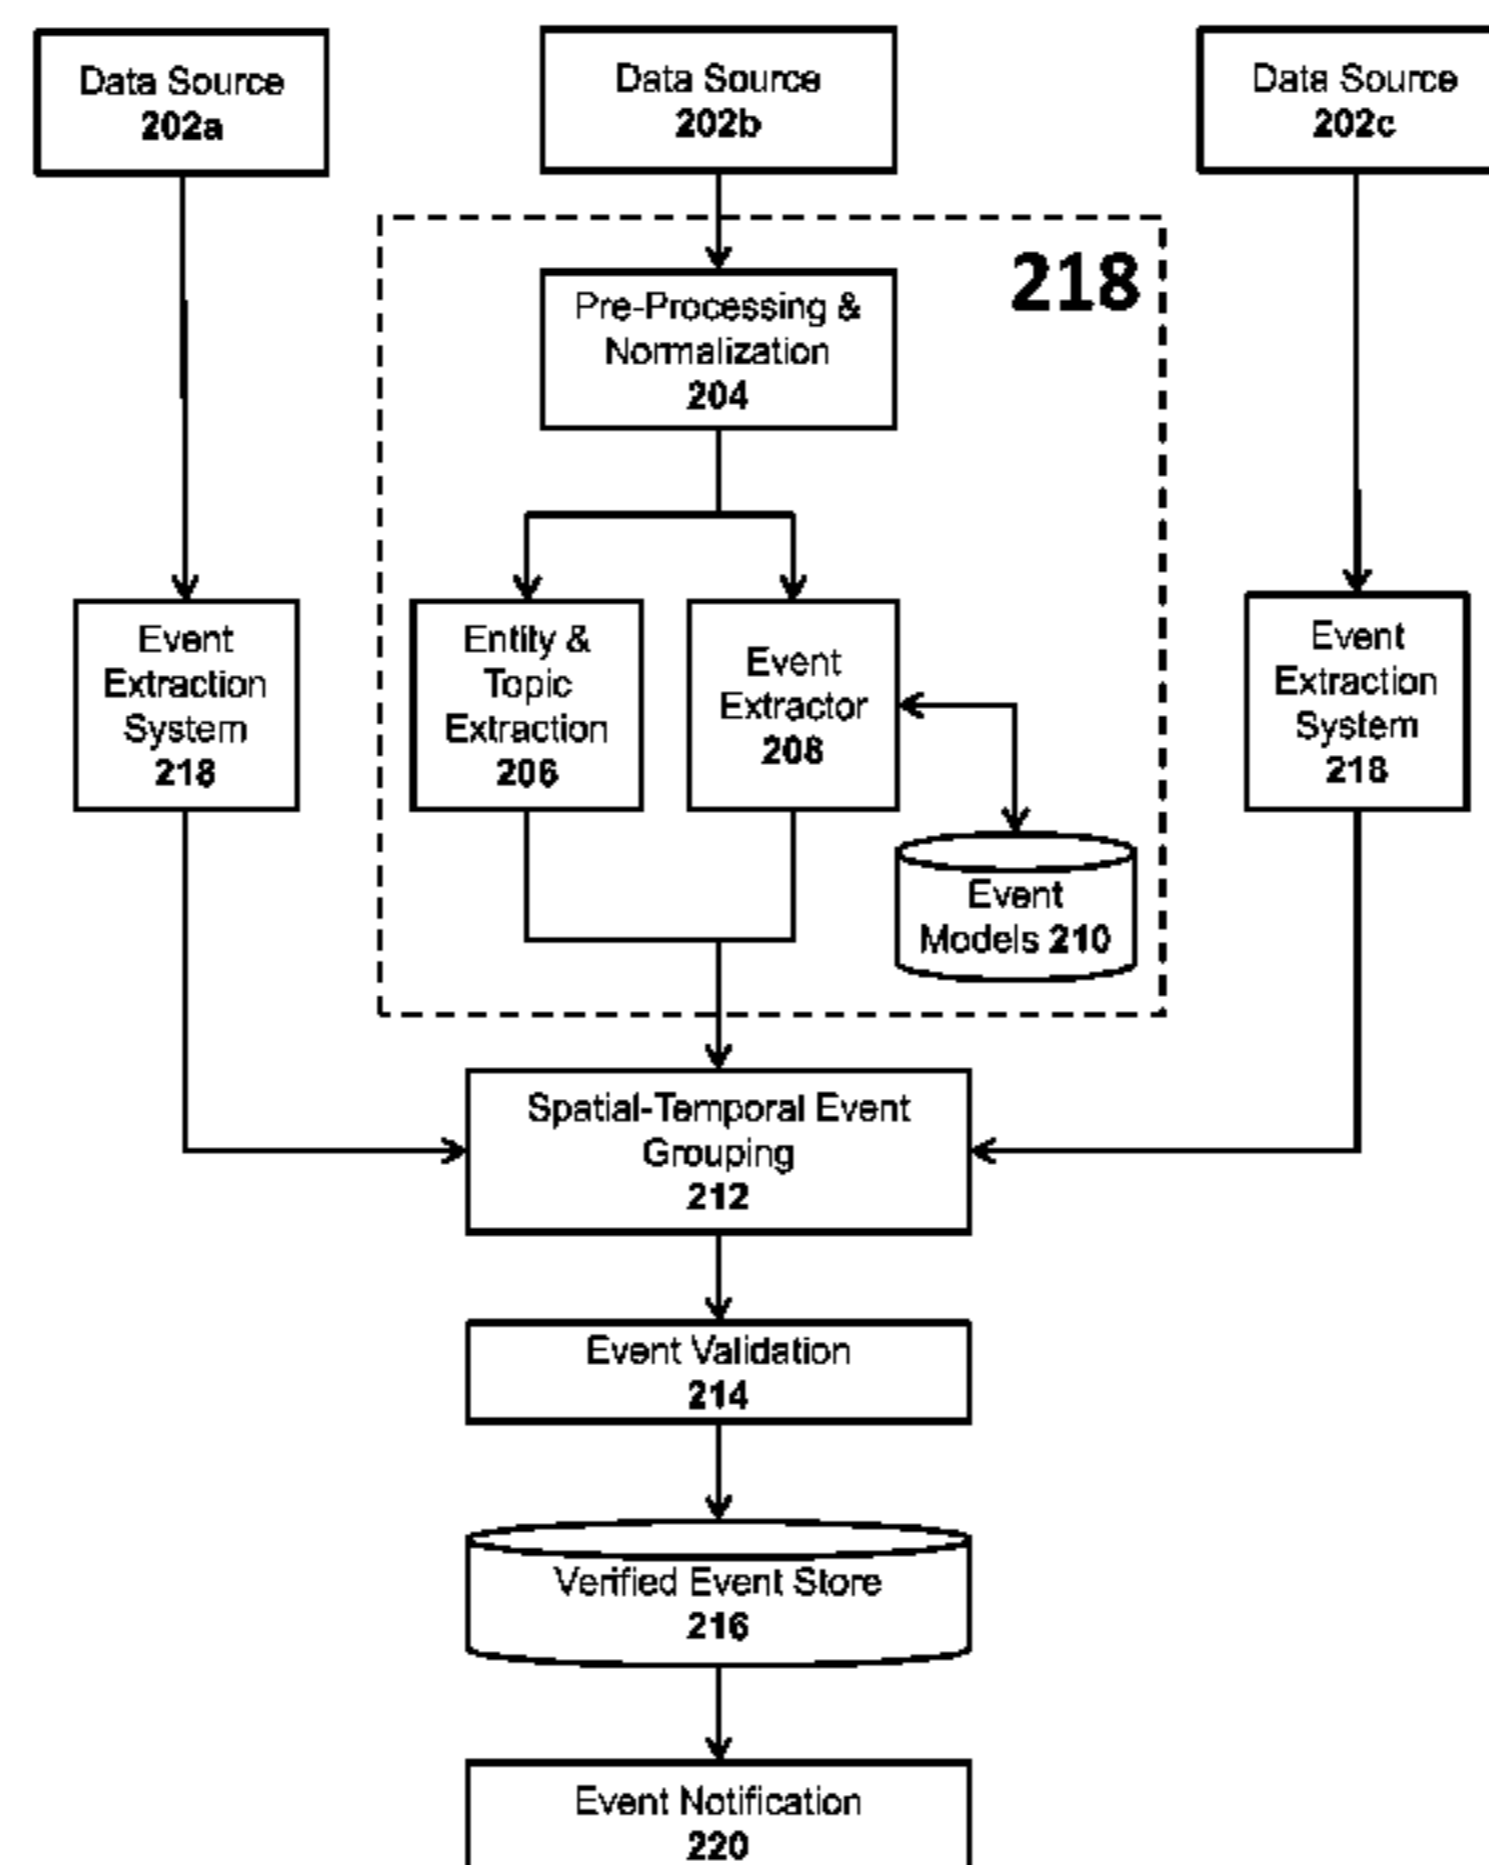 Data Source
202a
Data Source
202b
Data Source
202c
218
Pre-Processing &
Normalization
204
Event
Extraction
System
218
Entity &
Topic
Extraction
206
Event
Extractor
208
Event
Extraction
System
218
Event
Models 210
Spatial-Temporal Event
Grouping
212
Event Validation
214
Verified Event Store
216
Event Notification
220